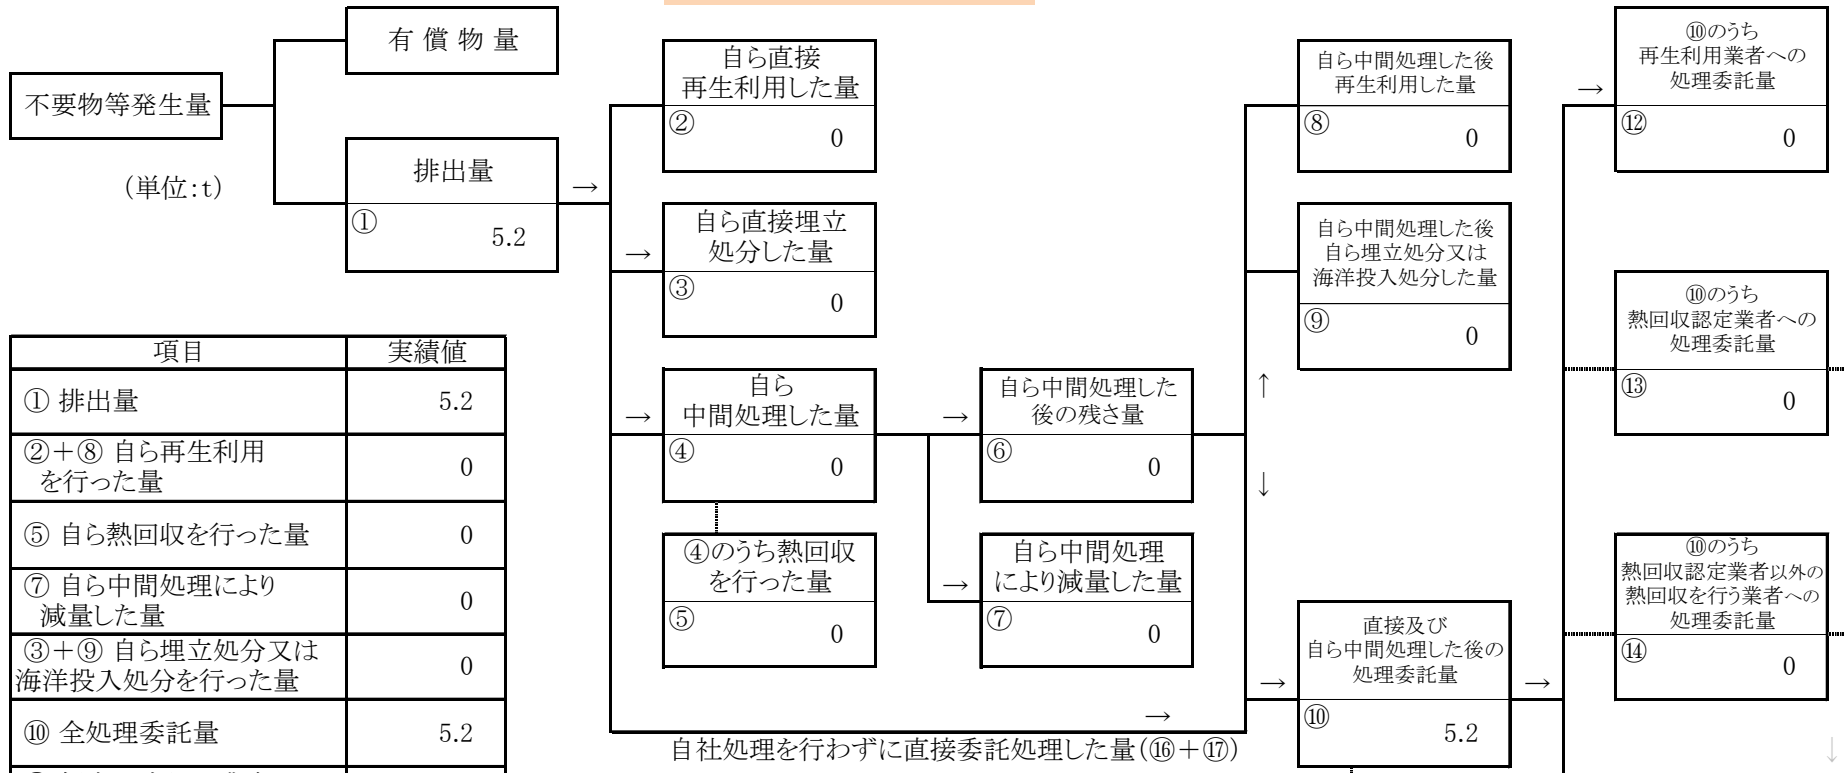 有 償 物 量
不要物等発生量
(単位:t)
排出量
①
5.2
→
自ら直接
再生利用した量
②
0
→
自ら直接埋立
処分した量
③
0
→
自ら
中間処理した量
④
0
④のうち熱回収
を行った量
⑤
0
→
自ら中間処理した
後の残さ量
⑥
0
→
自ら中間処理
により減量した量
⑦
0
↑
↓
自ら中間処理した後
再生利用した量
⑧
0
自ら中間処理した後
自ら埋立処分又は
海洋投入処分した量
⑨
0
→
自社処理を行わずに直接委託処理した量(⑯+⑰)
→
直接及び
自ら中間処理した後の
処理委託量
⑩
5.2
→
→
⑩のうち
再生利用業者への
処理委託量
⑫
0
⑩のうち
熱回収認定業者への
処理委託量
⑬
0
⑩のうち
熱回収認定業者以外の
熱回収を行う業者への
処理委託量
⑭
0
↓
項目 実績値
① 排出量 5.2
②+⑧ 自ら再生利用
を行った量 0
⑤ 自ら熱回収を行った量 0
⑦ 自ら中間処理により
減量した量 0
③+⑨ 自ら埋立処分又は
海洋投入処分を行った量 0
⑩ 全処理委託量 5.2